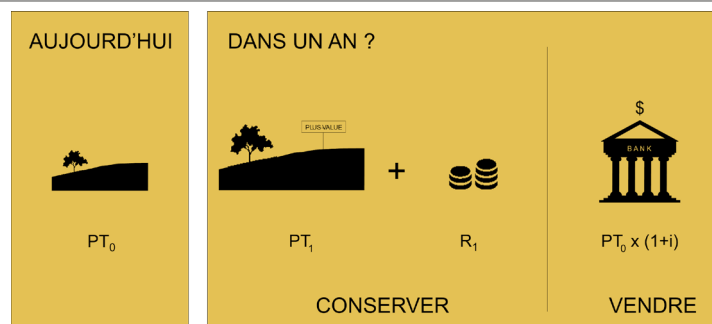 AUJOURD'HUI
PT₀
DANS UN AN ?
PLUS VALUE
+
PT₁
R₁
CONSERVER
$
BANK
PT₀ x (1+i)
VENDRE